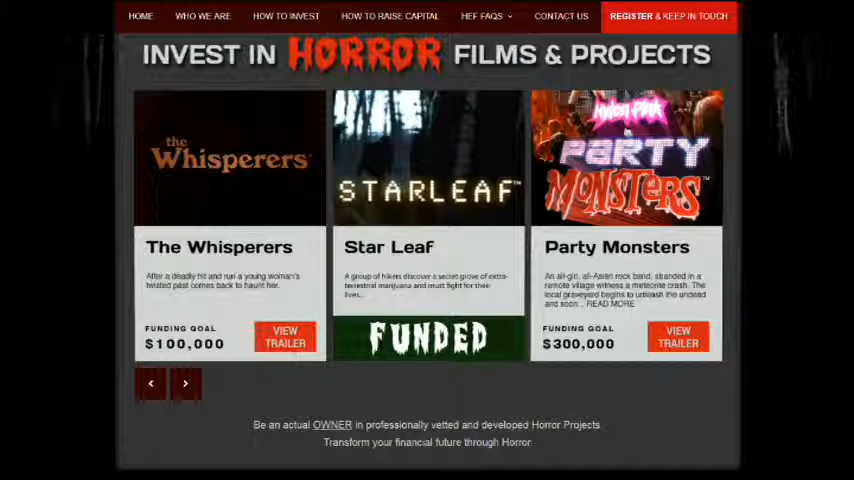 HOME WHO WE ARE HOW TO INVEST HOW TO RAISE CAPITAL HEF FAQS CONTACT US REGISTER & KEEP IN TOUCH
INVEST IN HORROR FILMS & PROJECTS
the
Whisperers
STARLEAF™
Nylon Pink
in
PARTY
MONSTERS™
The Whisperers
After a deadly hit and run a young woman's
twisted past comes back to haunt her.
FUNDING GOAL
$100,000
VIEW
TRAILER
Star Leaf
A group of hikers discover a secret grove of extra-
terrestrial marijuana and must fight for their
lives...
FUNDED
Party Monsters
An all-girl, all-Asian rock band, stranded in a
remote village witness a meteorite crash. The
local graveyard begins to unleash the undead
and soon... READ MORE
FUNDING GOAL
$300,000
VIEW
TRAILER
Be an actual OWNER in professionally vetted and developed Horror Projects.
Transform your financial future through Horror.